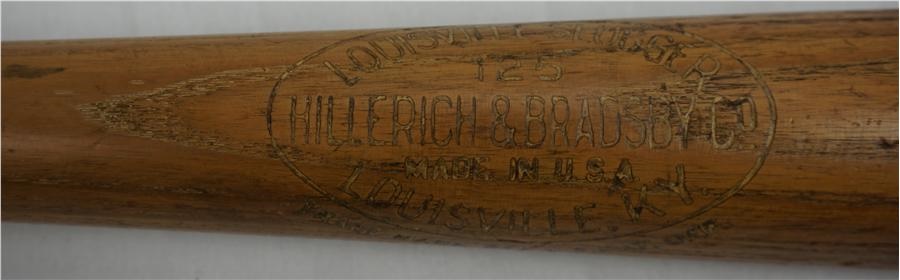 LOUISVILLE SLUGGER
125
HILLERICH & BRADSBY CO
MADE IN U.S.A.
LOUISVILLE, KY.